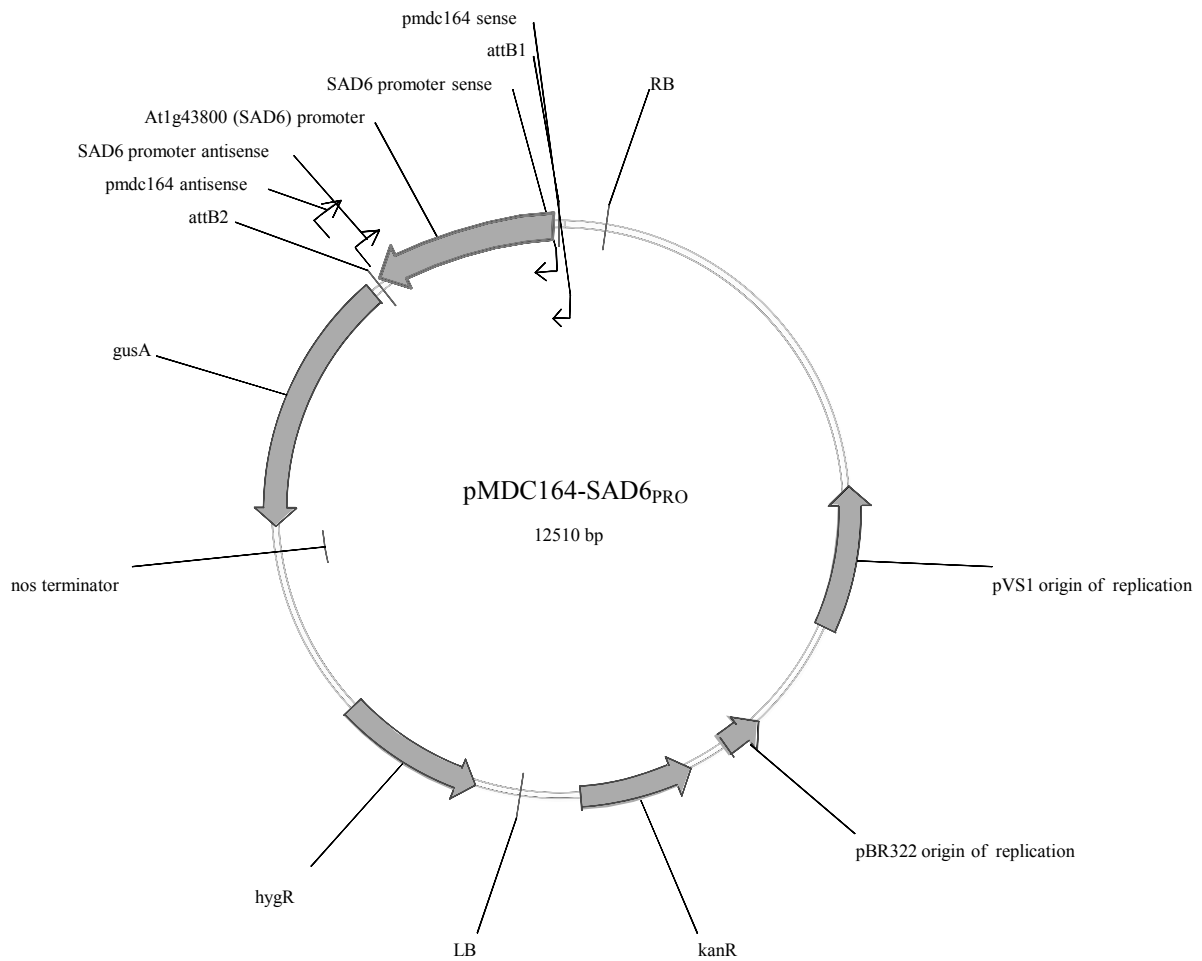 pmdc164 sense
attB1
SAD6 promoter sense
RB
At1g43800 (SAD6) promoter
SAD6 promoter antisense
pmdc164 antisense
attB2
gusA
pMDC164-SAD6PRO
12510 bp
nos terminator
pVS1 origin of replication
pBR322 origin of replication
hygR
LB
kanR